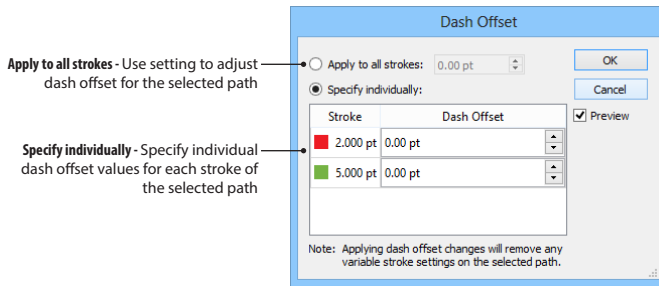 Dash Offset
Apply to all strokes - Use setting to adjust
dash offset for the selected path
Apply to all strokes: 0.00 pt
OK
Specify individually:
Cancel
Stroke Dash Offset
Preview
Specify individually - Specify individual
dash offset values for each stroke of
the selected path
2.000 pt 0.00 pt
5.000 pt 0.00 pt
Note: Applying dash offset changes will remove any
variable stroke settings on the selected path.